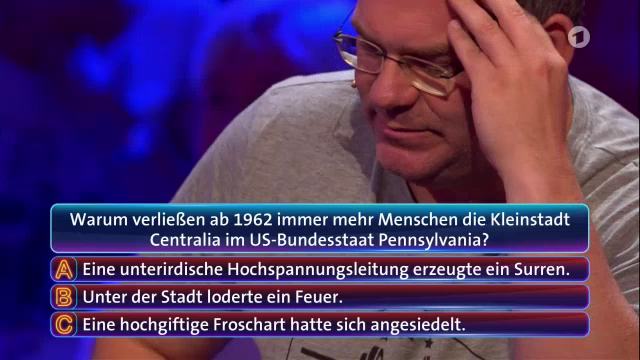 1
Warum verließen ab 1962 immer mehr Menschen die Kleinstadt
Centralia im US-Bundesstaat Pennsylvania?
A Eine unterirdische Hochspannungsleitung erzeugte ein Surren.
B Unter der Stadt loderte ein Feuer.
C Eine hochgiftige Froschart hatte sich angesiedelt.